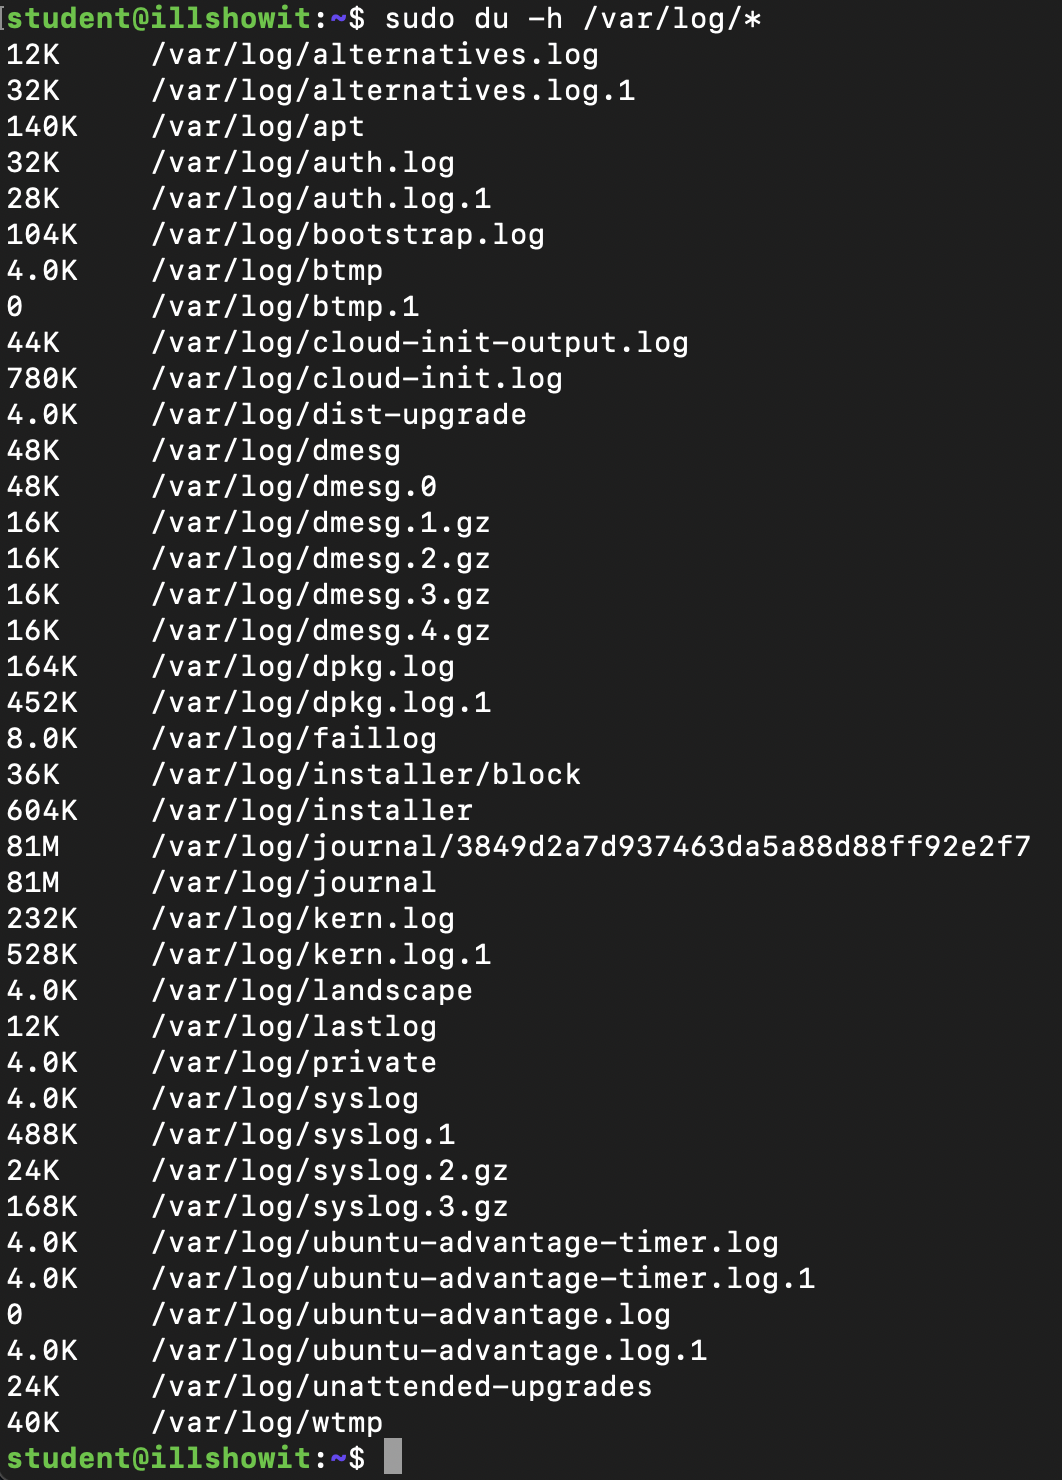 student@illshowit:~$ sudo du -h /var/log/*
12K     /var/log/alternatives.log
32K     /var/log/alternatives.log.1
140K    /var/log/apt
32K     /var/log/auth.log
28K     /var/log/auth.log.1
104K    /var/log/bootstrap.log
4.0K    /var/log/btmp
0       /var/log/btmp.1
44K     /var/log/cloud-init-output.log
780K    /var/log/cloud-init.log
4.0K    /var/log/dist-upgrade
48K     /var/log/dmesg
48K     /var/log/dmesg.0
16K     /var/log/dmesg.1.gz
16K     /var/log/dmesg.2.gz
16K     /var/log/dmesg.3.gz
16K     /var/log/dmesg.4.gz
164K    /var/log/dpkg.log
452K    /var/log/dpkg.log.1
8.0K    /var/log/faillog
36K     /var/log/installer/block
604K    /var/log/installer
81M     /var/log/journal/3849d2a7d937463da5a88d88ff92e2f7
81M     /var/log/journal
232K    /var/log/kern.log
528K    /var/log/kern.log.1
4.0K    /var/log/landscape
12K     /var/log/lastlog
4.0K    /var/log/private
4.0K    /var/log/syslog
488K    /var/log/syslog.1
24K     /var/log/syslog.2.gz
168K    /var/log/syslog.3.gz
4.0K    /var/log/ubuntu-advantage-timer.log
4.0K    /var/log/ubuntu-advantage-timer.log.1
0       /var/log/ubuntu-advantage.log
4.0K    /var/log/ubuntu-advantage.log.1
24K     /var/log/unattended-upgrades
40K     /var/log/wtmp
student@illshowit:~$